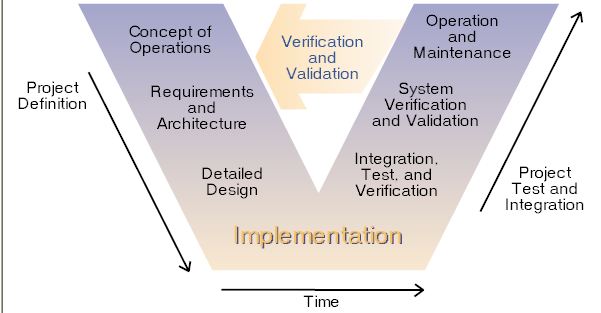 Concept of
Operations
Verification
and
Validation
Operation
and
Maintenance
Project
Definition
Requirements
and
Architecture
System
Verification
and Validation
Detailed
Design
Integration,
Test, and
Verification
Project
Test and
Integration
Implementation
Time